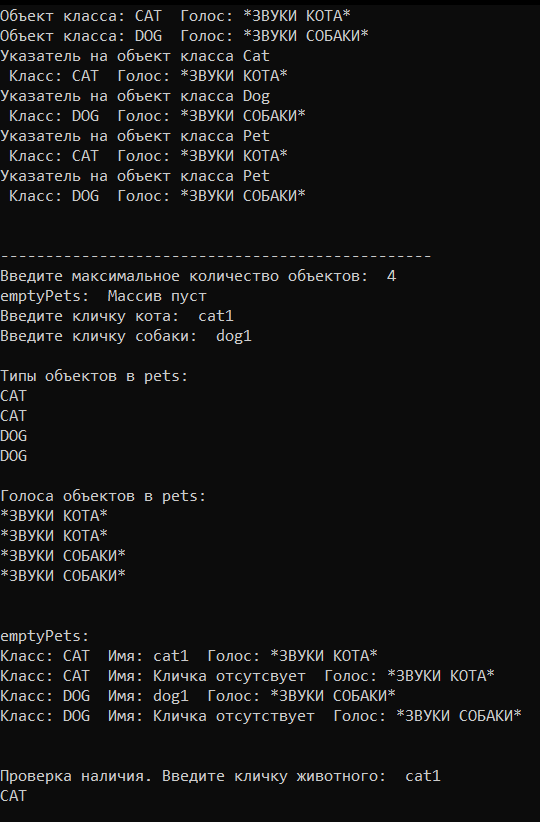 Объект класса: CAT  Голос: *ЗВУКИ КОТА*
Объект класса: DOG  Голос: *ЗВУКИ СОБАКИ*
Указатель на объект класса Cat
 Класс: CAT  Голос: *ЗВУКИ КОТА*
Указатель на объект класса Dog
 Класс: DOG  Голос: *ЗВУКИ СОБАКИ*
Указатель на объект класса Pet
 Класс: CAT  Голос: *ЗВУКИ КОТА*
Указатель на объект класса Pet
 Класс: DOG  Голос: *ЗВУКИ СОБАКИ*
------------------------------------------------
Введите максимальное количество объектов:  4
emptyPets:  Массив пуст
Введите кличку кота:  cat1
Введите кличку собаки:  dog1
Типы объектов в pets:
CAT
CAT
DOG
DOG
Голоса объектов в pets:
*ЗВУКИ КОТА*
*ЗВУКИ КОТА*
*ЗВУКИ СОБАКИ*
*ЗВУКИ СОБАКИ*
emptyPets:
Класс: CAT  Имя: cat1  Голос: *ЗВУКИ КОТА*
Класс: CAT  Имя: Кличка отсутсвует  Голос: *ЗВУКИ КОТА*
Класс: DOG  Имя: dog1  Голос: *ЗВУКИ СОБАКИ*
Класс: DOG  Имя: Кличка отсутствует  Голос: *ЗВУКИ СОБАКИ*
Проверка наличия. Введите кличку животного:  cat1
CAT